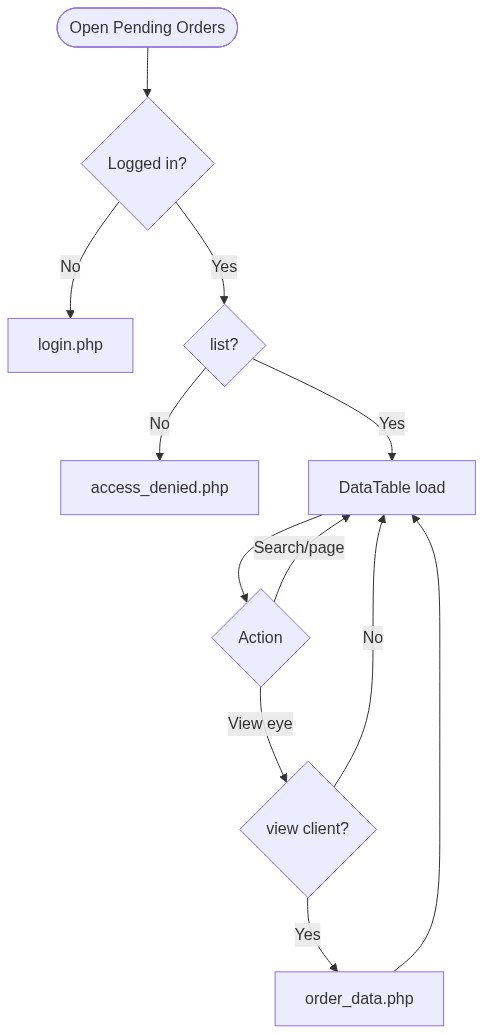 Open Pending Orders
Logged in?
No
Yes
login.php
list?
No
Yes
access_denied.php
DataTable load
Search/page
Action
No
View eye
view client?
Yes
order_data.php